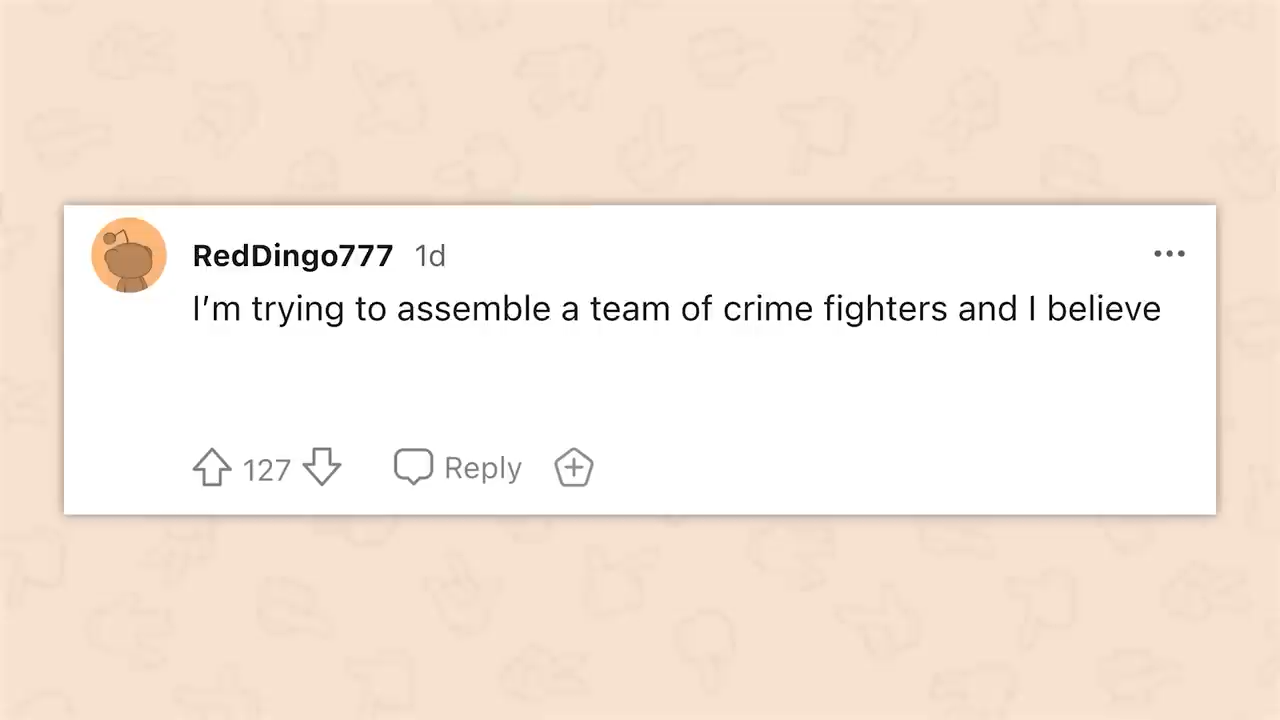 RedDingo777 1d
I’m trying to assemble a team of crime fighters and I believe
127 Reply